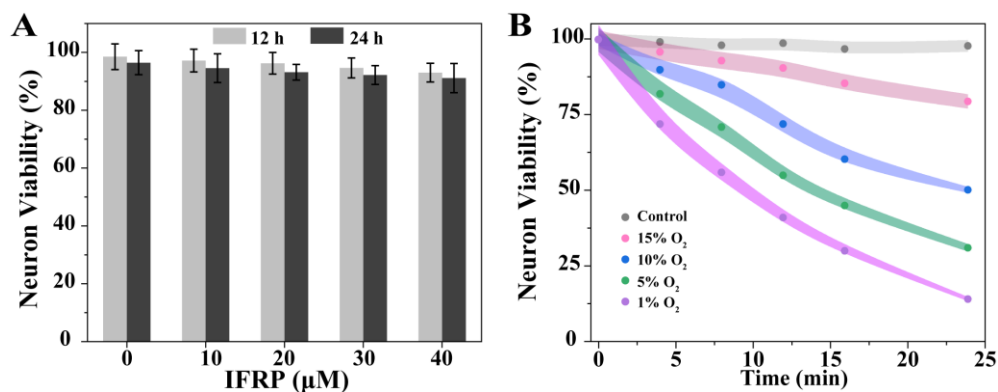 A
12 h 24 h
Neuron Viability (%)
100
80
60
40
20
0
0 10 20 30 40
IFRP (μM)
B
Neuron Viability (%)
100
75
50
25
0
Control
15% O₂
10% O₂
5% O₂
1% O₂
0 5 10 15 20 25
Time (min)